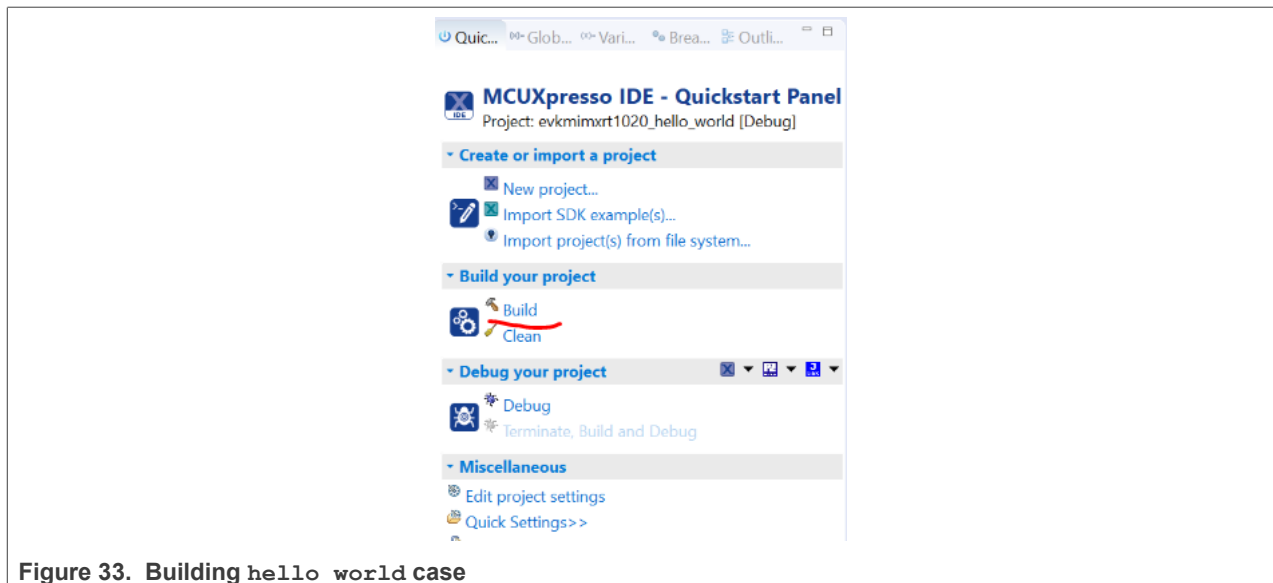 Quic... (x)= Glob... (x)= Vari... Brea... Outli...
MCUXpresso IDE - Quickstart Panel
IDE
Project: evkmimxrt1020_hello_world [Debug]
Create or import a project
New project...
Import SDK example(s)...
Import project(s) from file system...
Build your project
Build
Clean
Debug your project
Debug
Terminate, Build and Debug
Miscellaneous
Edit project settings
Quick Settings>>
Figure 33. Building hello world case